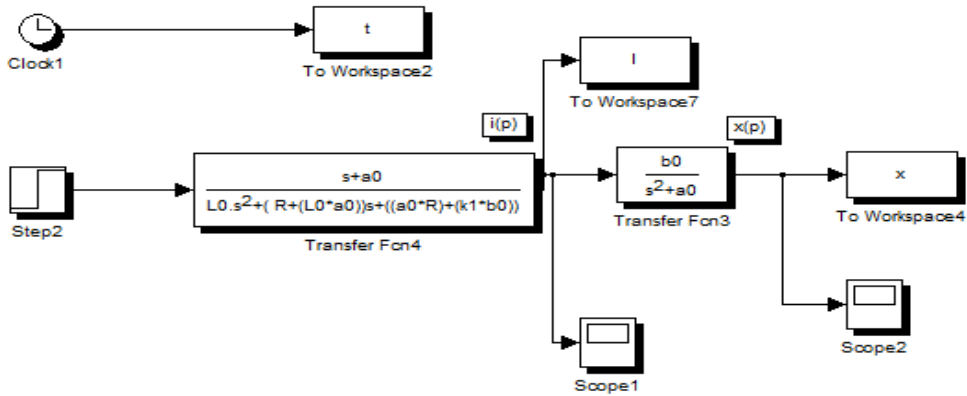 t
Clock1
To Workspace2
I
To Workspace7
i(p)
x(p)
s+a0
L0.s2+( R+(L0*a0))s+((a0*R)+(k1*b0))
b0
s2+a0
x
Step2
Transfer Fcn4
Transfer Fcn3
To Workspace4
Scope1
Scope2